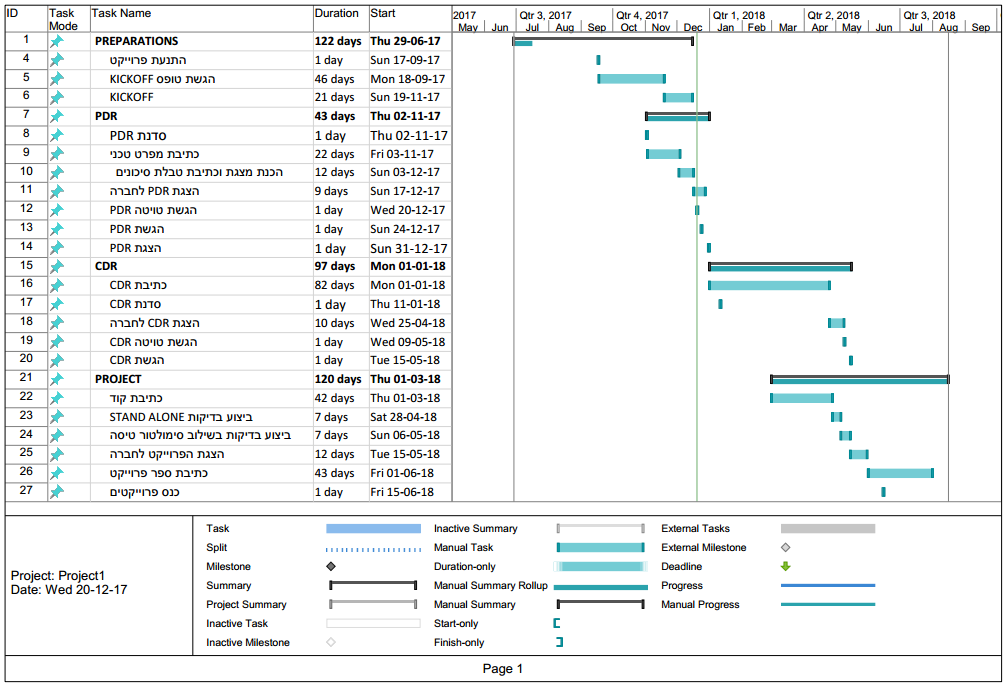 ID Task Mode Task Name Duration Start
2017 Qtr 3, 2017 Qtr 4, 2017 Qtr 1, 2018 Qtr 2, 2018 Qtr 3, 2018
May Jun Jul Aug Sep Oct Nov Dec Jan Feb Mar Apr May Jun Jul Aug Sep
1 PREPARATIONS 122 days Thu 29-06-17
4 התנעת פרוייקט 1 day Sun 17-09-17
5 הגשת טופס KICKOFF 46 days Mon 18-09-17
6 KICKOFF 21 days Sun 19-11-17
7 PDR 43 days Thu 02-11-17
8 סדנת PDR 1 day Thu 02-11-17
9 כתיבת מפרט טכני 22 days Fri 03-11-17
10 הכנת מצגת וכתיבת טבלת סיכונים 12 days Sun 03-12-17
11 הצגת PDR לחברה 9 days Sun 17-12-17
12 הגשת טויטה PDR 1 day Wed 20-12-17
13 הגשת PDR 1 day Sun 24-12-17
14 הצגת PDR 1 day Sun 31-12-17
15 CDR 97 days Mon 01-01-18
16 כתיבת CDR 82 days Mon 01-01-18
17 סדנת CDR 1 day Thu 11-01-18
18 הצגת CDR לחברה 10 days Wed 25-04-18
19 הגשת טויטה CDR 1 day Wed 09-05-18
20 הגשת CDR 1 day Tue 15-05-18
21 PROJECT 120 days Thu 01-03-18
22 כתיבת קוד 42 days Thu 01-03-18
23 ביצוע בדיקות STAND ALONE 7 days Sat 28-04-18
24 ביצוע בדיקות בשילוב סימולטור טיסה 7 days Sun 06-05-18
25 הצגת הפרוייקט לחברה 12 days Tue 15-05-18
26 כתיבת ספר פרוייקט 43 days Fri 01-06-18
27 כנס פרוייקטים 1 day Fri 15-06-18
Project: Project1
Date: Wed 20-12-17
Task
Split
Milestone
Summary
Project Summary
Inactive Task
Inactive Milestone
Inactive Summary
Manual Task
Duration-only
Manual Summary Rollup
Manual Summary
Start-only
Finish-only
External Tasks
External Milestone
Deadline
Progress
Manual Progress
Page 1